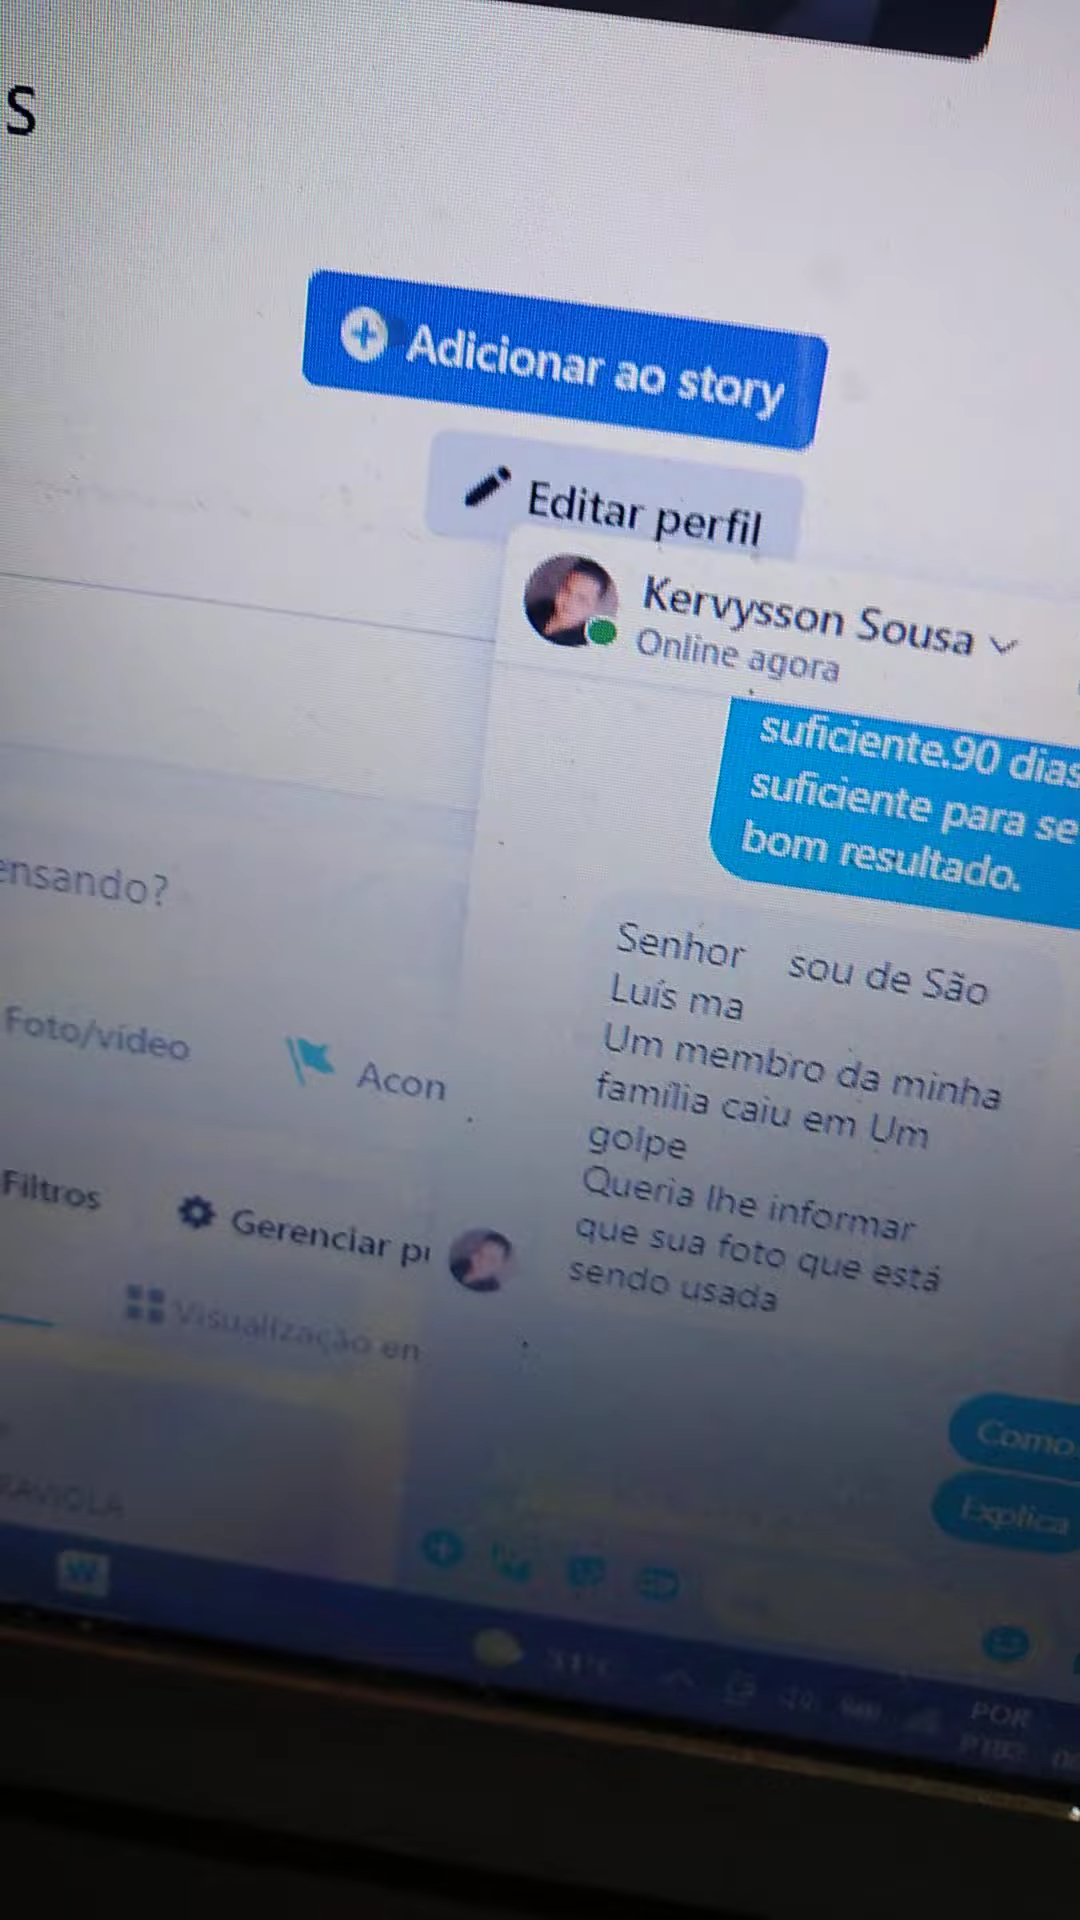 S
Adicionar ao story
Editar perfil
Kervysson Sousa
Online agora
suficiente.90 dias
suficiente para se
bom resultado.
ensando?
Senhor sou de São
Luís ma
Um membro da minha
família caiu em Um
golpe
Queria lhe informar
que sua foto que está
sendo usada
Foto/vídeo
Acon
Filtros
Gerenciar p
Visualização en
Como
Explica
RAVIOLA
W
31°C
POR